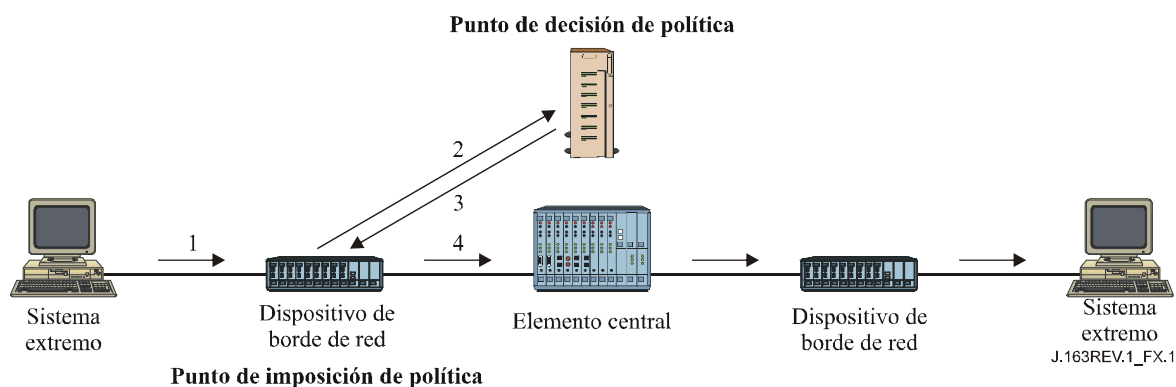 Punto de decisión de política
2
3
1
4
Sistema
extremo
Dispositivo de
borde de red
Elemento central
Dispositivo de
borde de red
Sistema
extremo
J.163REV.1_FX.1
Punto de imposición de política